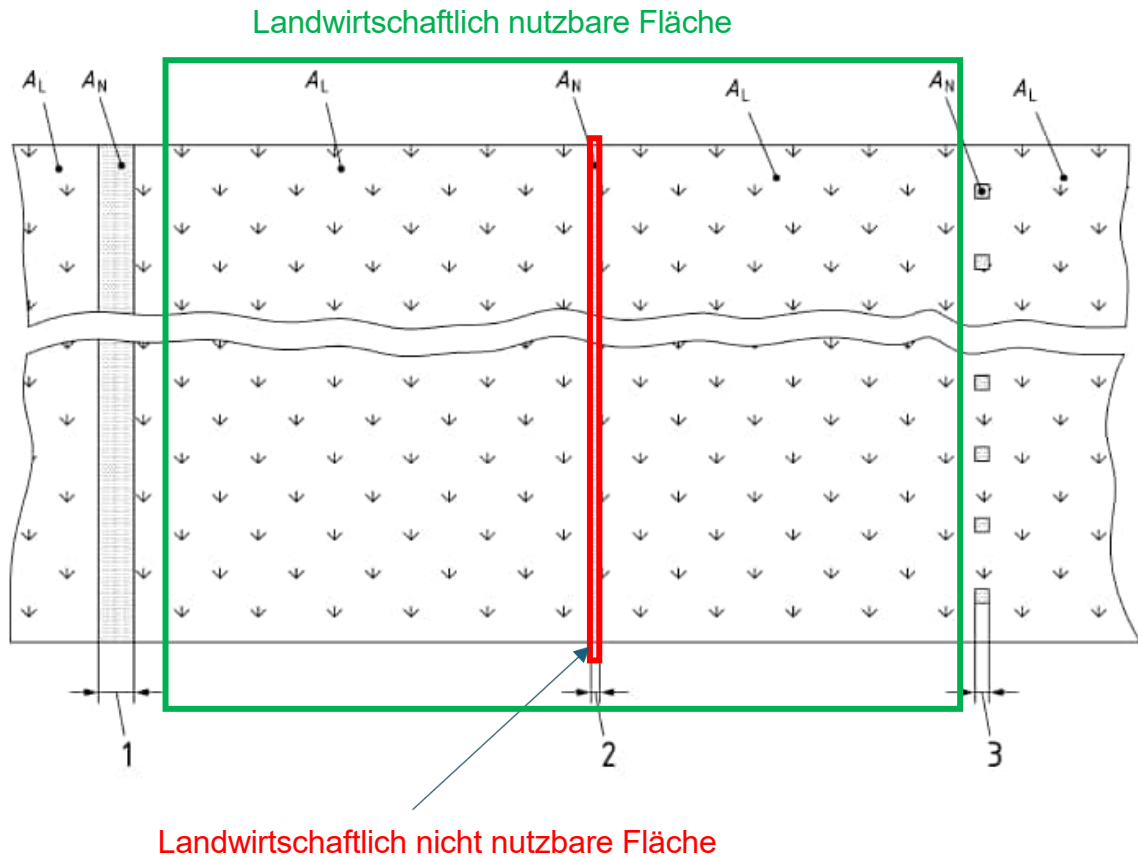 Landwirtschaftlich nutzbare Fläche
AL AN AL AN AL AN AL
1 2 3
Landwirtschaftlich nicht nutzbare Fläche